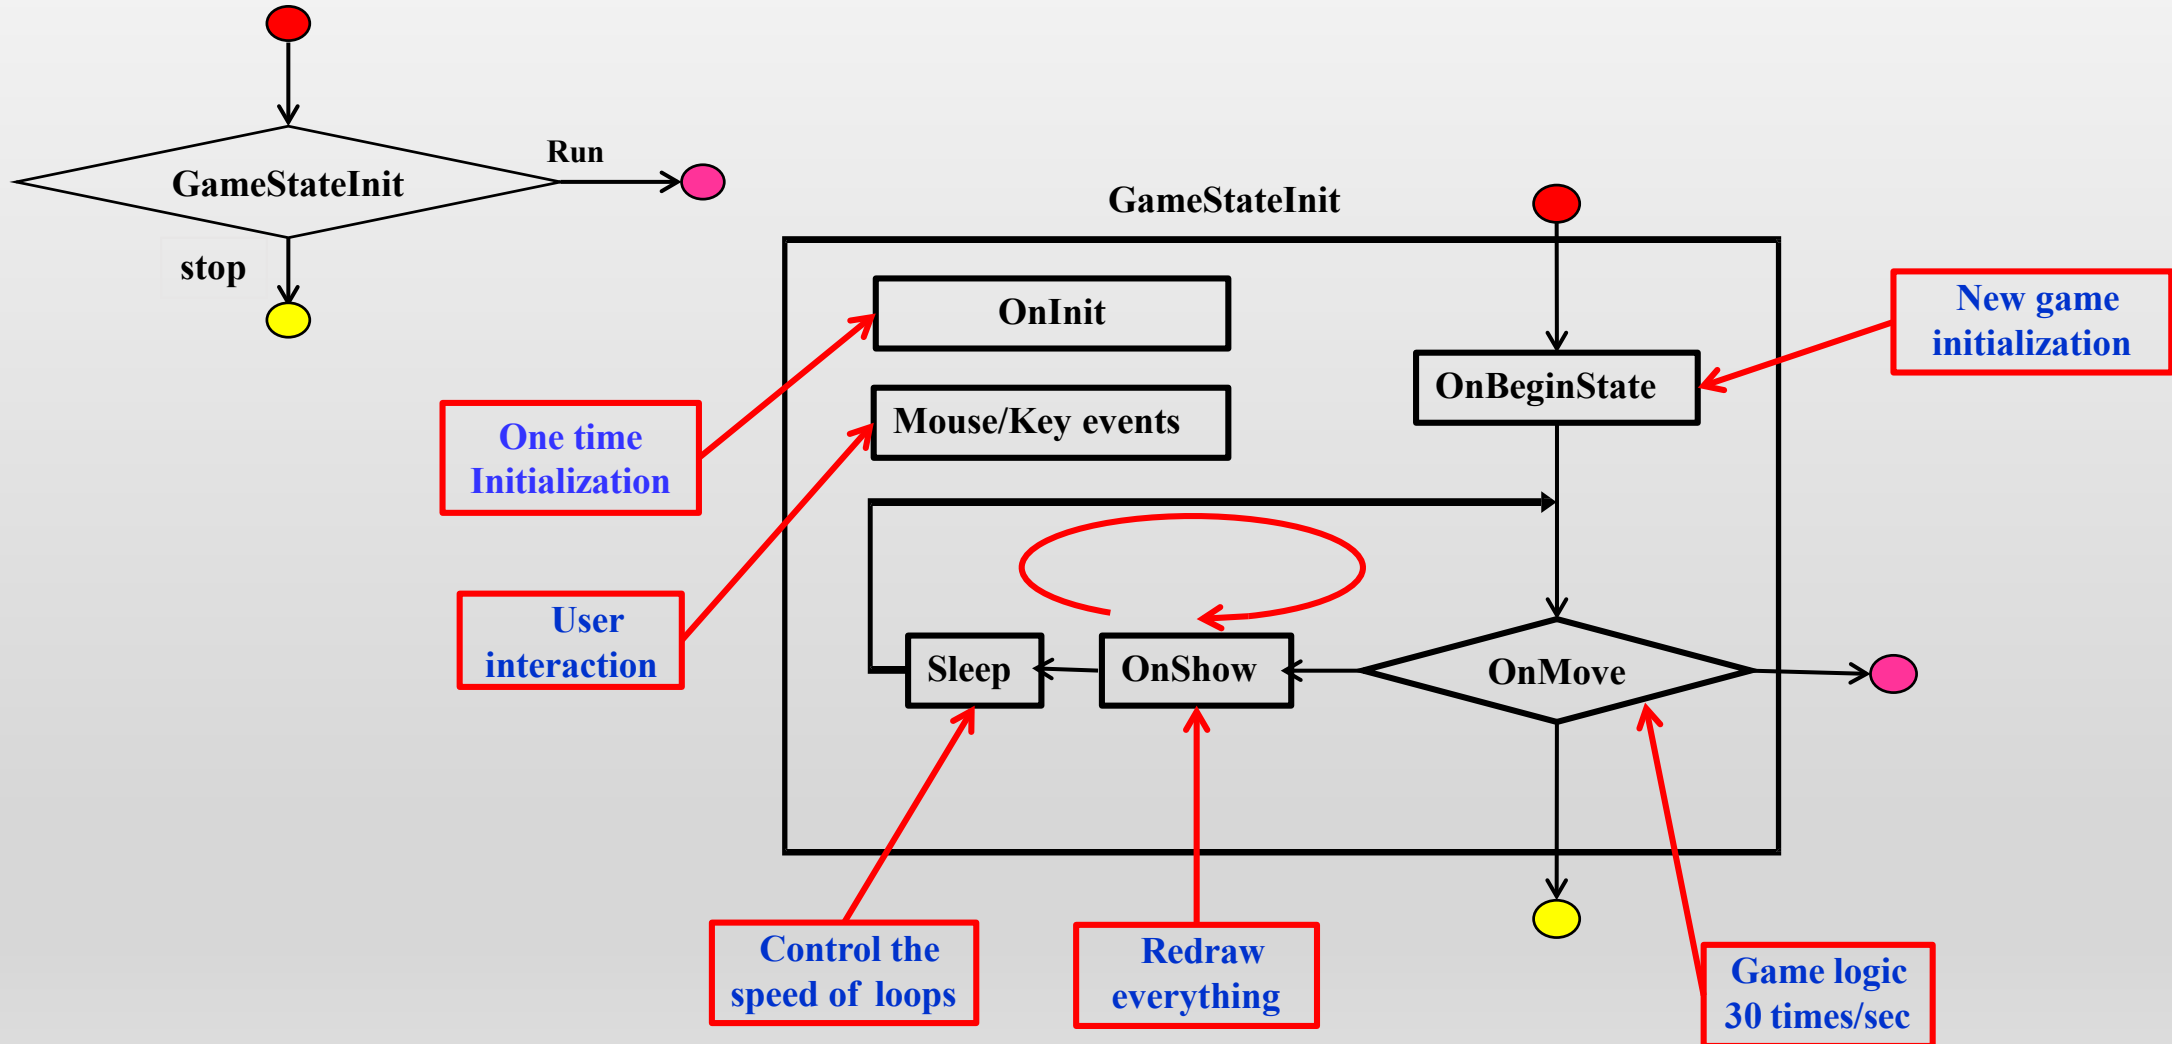 Run
GameStateInit
stop
GameStateInit
OnInit
New game
initialization
OnBeginState
Mouse/Key events
One time
Initialization
User
interaction
Sleep
OnShow
OnMove
Control the
speed of loops
Redraw
everything
Game logic
30 times/sec